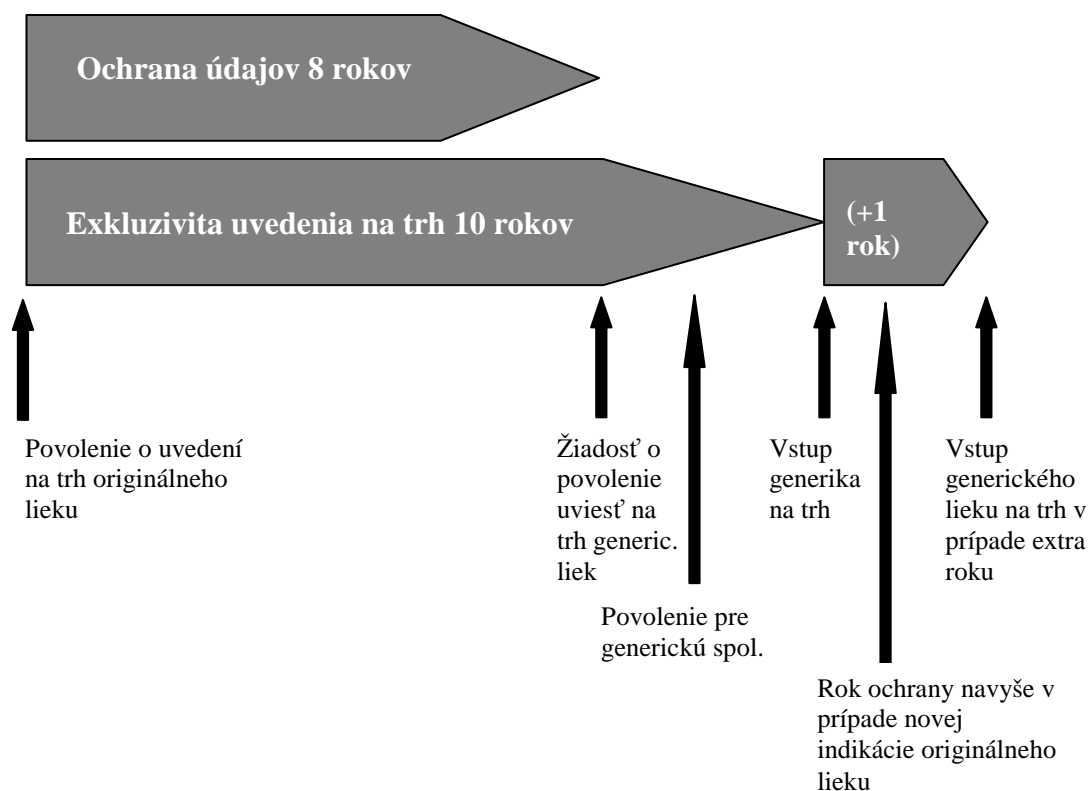 Ochrana údajov 8 rokov
Exkluzivita uvedenia na trh 10 rokov
(+1
rok)
Povolenie o uvedení
na trh originálneho
lieku
Žiadosť o
povolenie
uviesť na
trh generic.
liek
Povolenie pre
generickú spol.
Vstup
generika
na trh
Rok ochrany navyše v
prípade novej
indikácie originálneho
lieku
Vstup
generického
lieku na trh v
prípade extra
roku